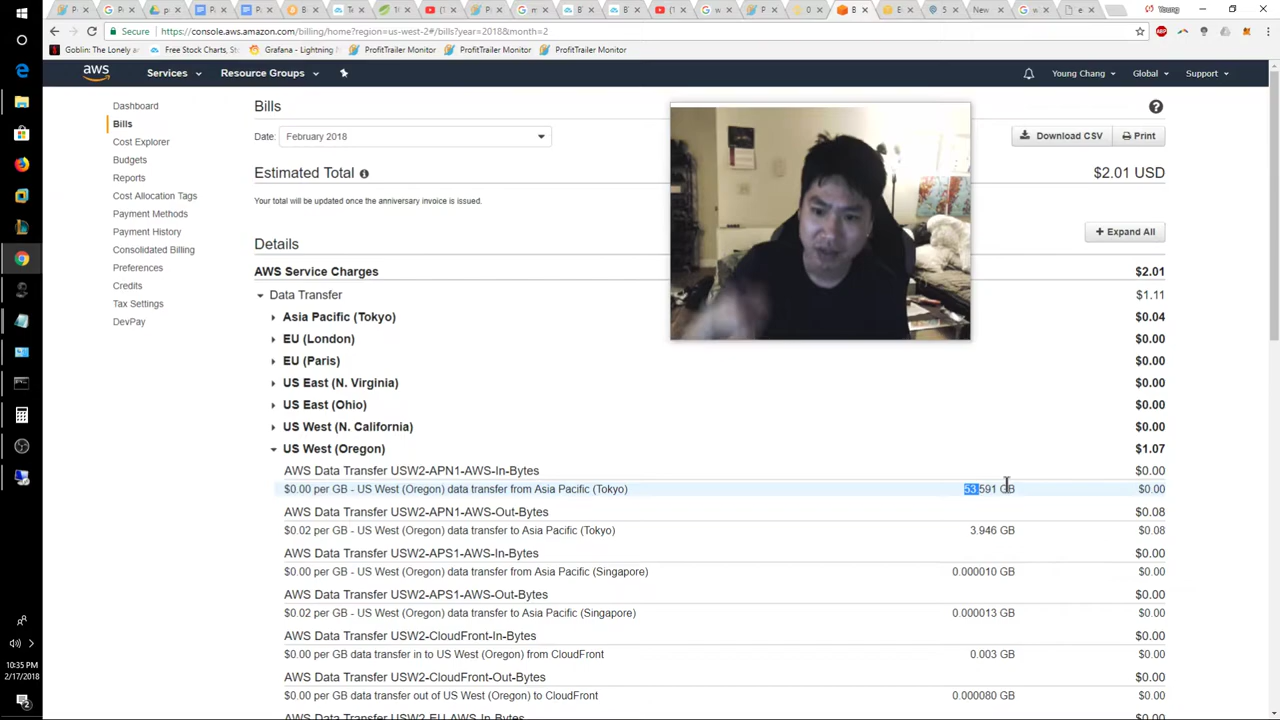 Young
Secure
https://console.aws.amazon.com/billing/home?region=us-west-2#/bills?year=2018&month=2
Goblin: The Lonely a
Free Stock Charts, St
Grafana - Lightning N
ProfitTrailer Monitor
ProfitTrailer Monitor
ProfitTrailer Monitor
aws
Services
Resource Groups
Young Chang
Global
Support
Dashboard
Bills
Cost Explorer
Budgets
Reports
Cost Allocation Tags
Payment Methods
Payment History
Consolidated Billing
Preferences
Credits
Tax Settings
DevPay
Bills
Date: February 2018
Download CSV
Print
Estimated Total $2.01 USD
Your total will be updated once the anniversary invoice is issued.
Details
+ Expand All
AWS Service Charges $2.01
Data Transfer $1.11
Asia Pacific (Tokyo) $0.04
EU (London) $0.00
EU (Paris) $0.00
US East (N. Virginia) $0.00
US East (Ohio) $0.00
US West (N. California) $0.00
US West (Oregon) $1.07
AWS Data Transfer USW2-APN1-AWS-In-Bytes $0.00
$0.00 per GB - US West (Oregon) data transfer from Asia Pacific (Tokyo) 53.591 GB $0.00
AWS Data Transfer USW2-APN1-AWS-Out-Bytes $0.08
$0.02 per GB - US West (Oregon) data transfer to Asia Pacific (Tokyo) 3.946 GB $0.08
AWS Data Transfer USW2-APS1-AWS-In-Bytes $0.00
$0.00 per GB - US West (Oregon) data transfer from Asia Pacific (Singapore) 0.000010 GB $0.00
AWS Data Transfer USW2-APS1-AWS-Out-Bytes $0.00
$0.02 per GB - US West (Oregon) data transfer to Asia Pacific (Singapore) 0.000013 GB $0.00
AWS Data Transfer USW2-CloudFront-In-Bytes $0.00
$0.00 per GB data transfer in to US West (Oregon) from CloudFront 0.003 GB $0.00
AWS Data Transfer USW2-CloudFront-Out-Bytes $0.00
$0.00 per GB data transfer out of US West (Oregon) to CloudFront 0.000080 GB $0.00
AWS Data Transfer USW2-EU-AWS-In-Bytes $0.00
10:35 PM
2/17/2018